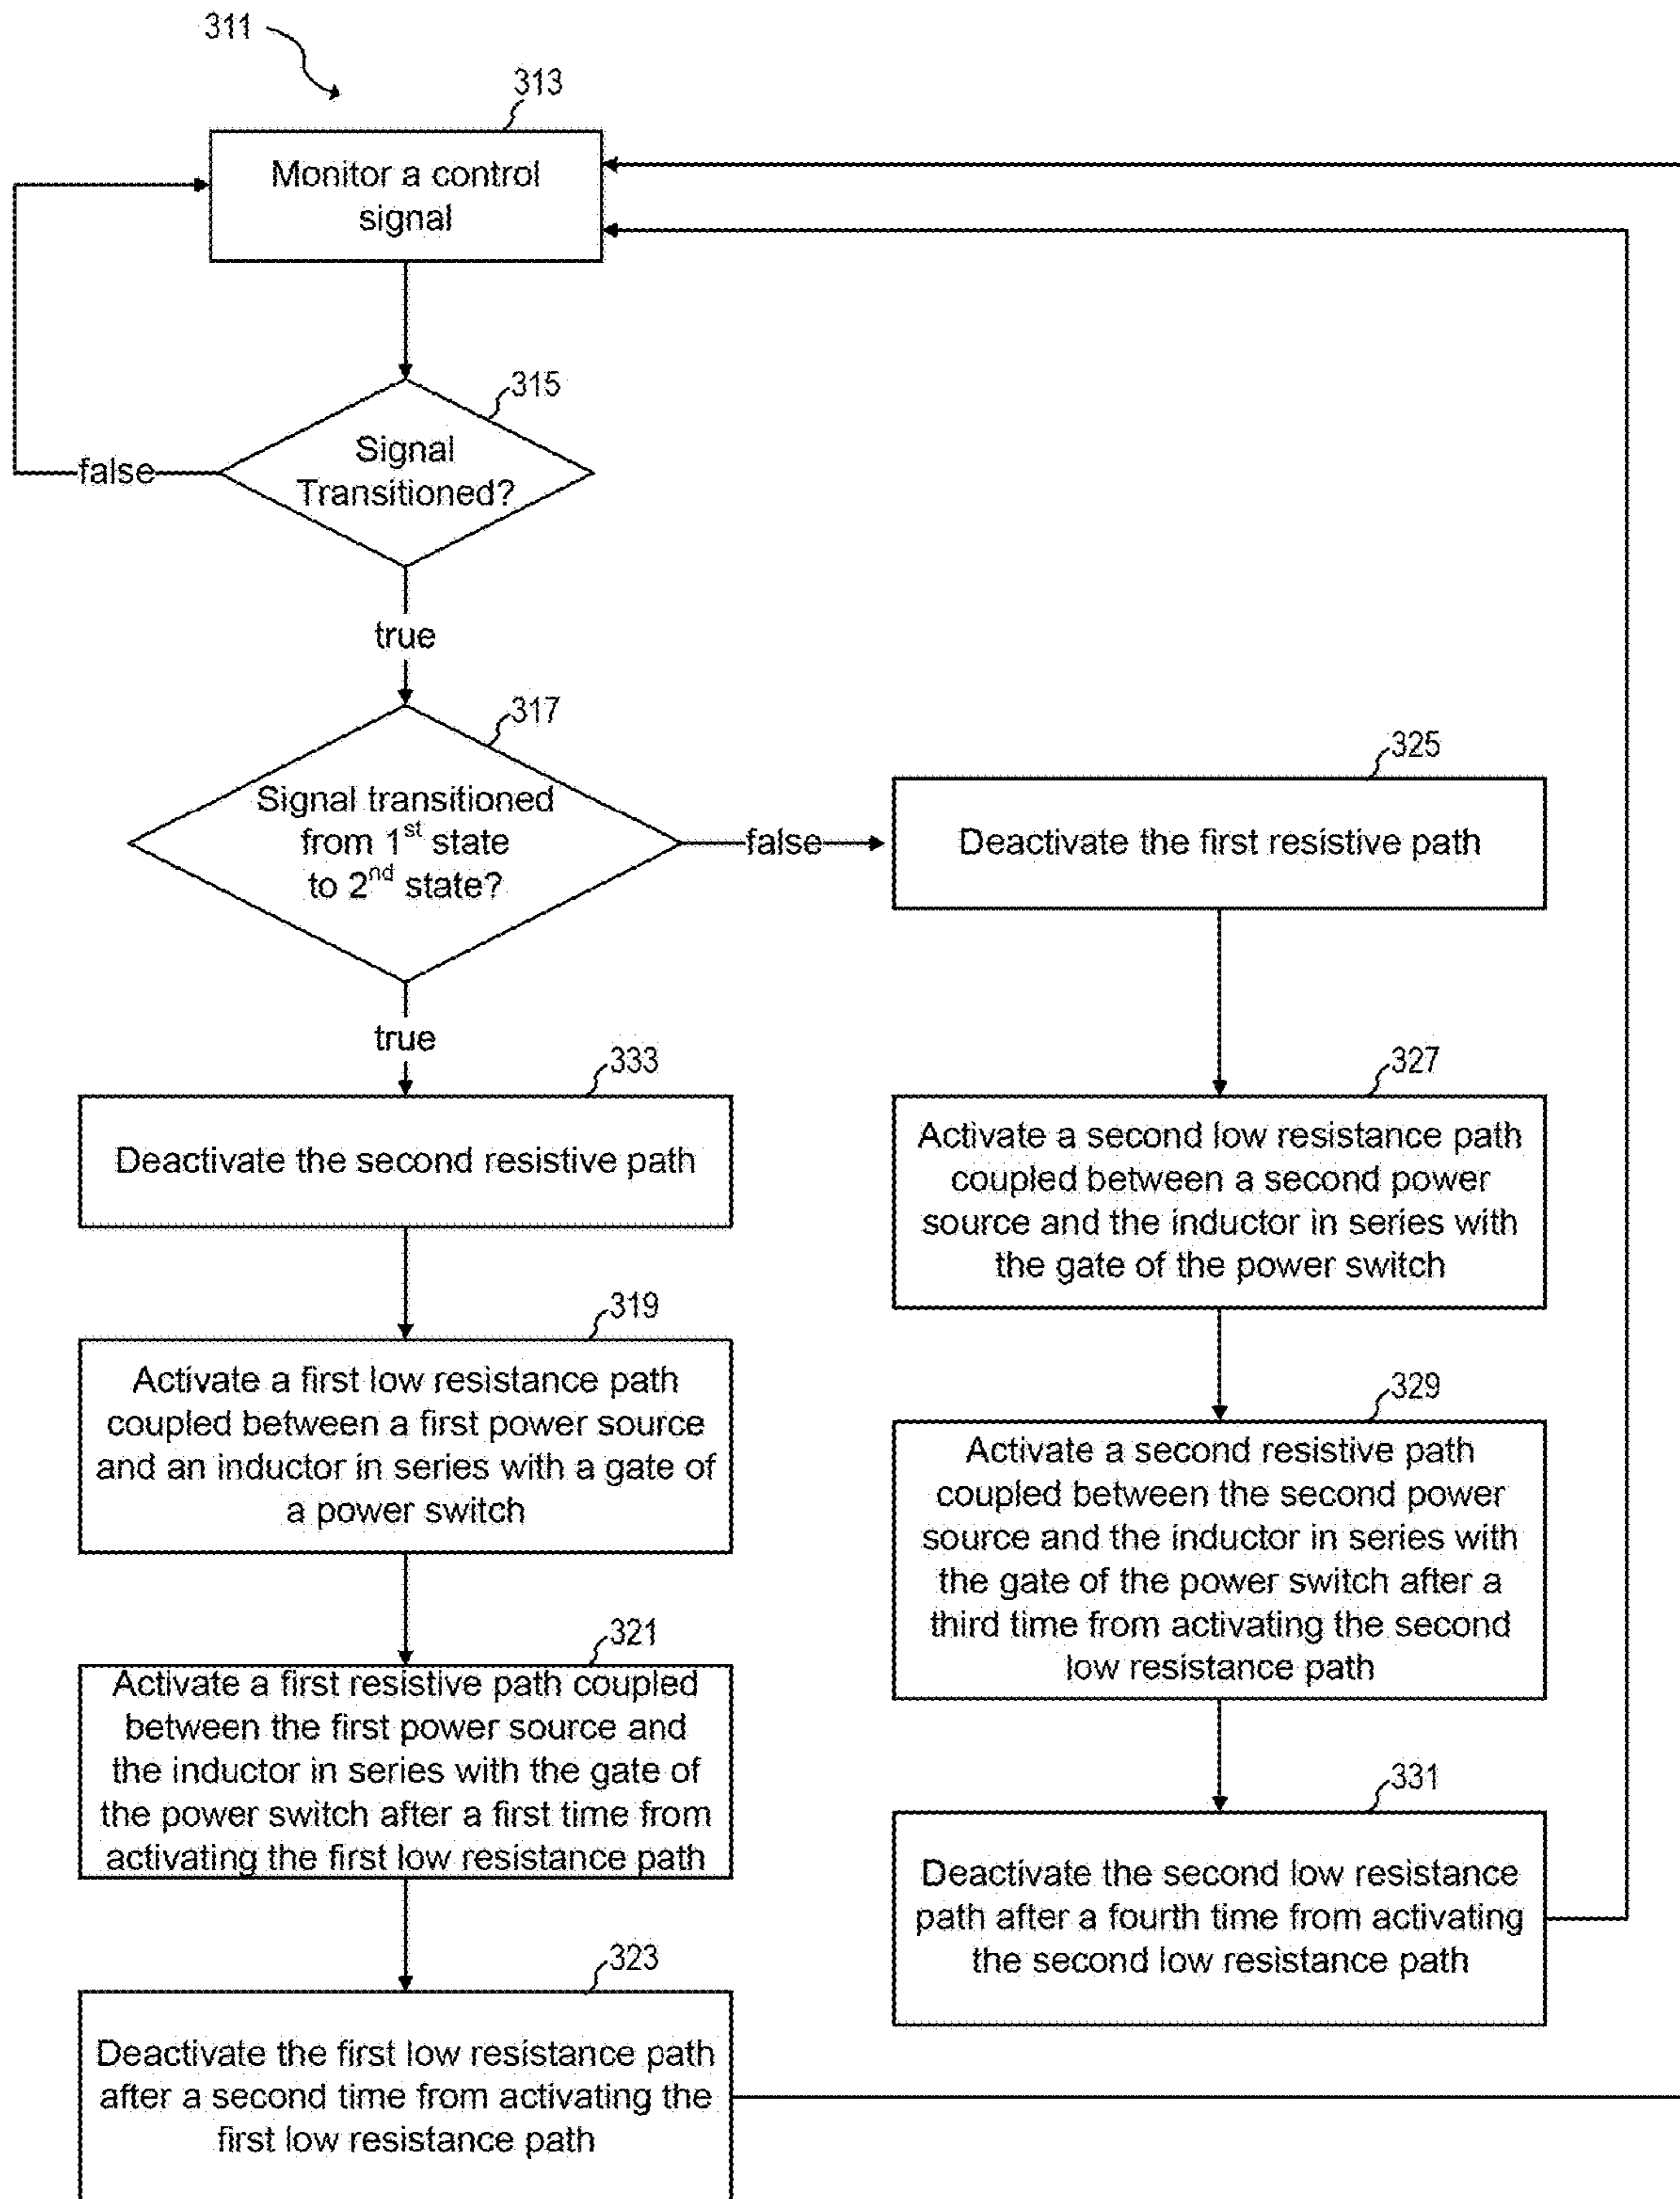 311
313
Monitor a control
signal
315
Signal
Transitioned?
false
true
317
Signal transitioned
from 1st state
to 2nd state?
false
true
325
Deactivate the first resistive path
333
Deactivate the second resistive path
327
Activate a second low resistance path
coupled between a second power
source and the inductor in series with
the gate of the power switch
319
Activate a first low resistance path
coupled between a first power source
and an inductor in series with a gate of
a power switch
329
Activate a second resistive path
coupled between the second power
source and the inductor in series with
the gate of the power switch after a
third time from activating the second
low resistance path
321
Activate a first resistive path coupled
between the first power source and
the inductor in series with the gate of
the power switch after a first time from
activating the first low resistance path
331
Deactivate the second low resistance
path after a fourth time from activating
the second low resistance path
323
Deactivate the first low resistance path
after a second time from activating the
first low resistance path